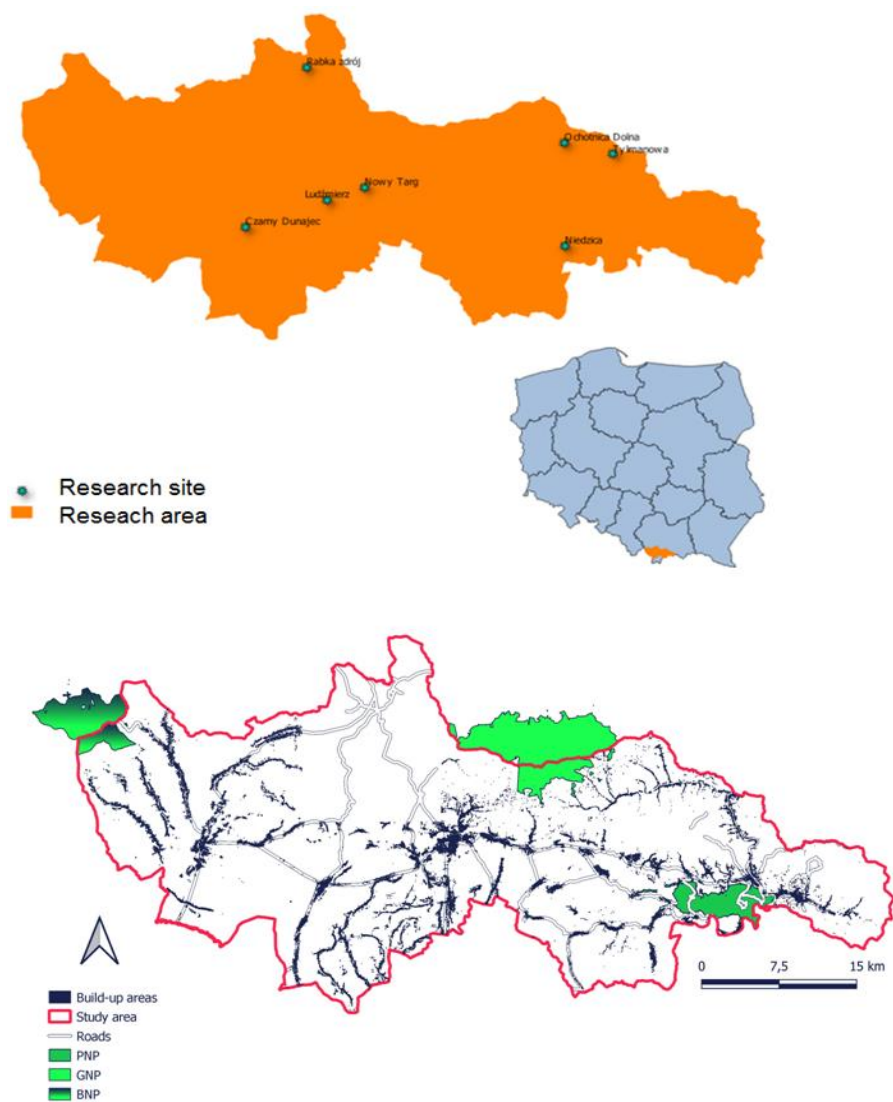 Rabka zdrój
Ochotnica Dolna
Tylmanowa
Nowy Targ
Ludźmierz
Czarny Dunajec
Niedzica
Research site
Reseach area
0 7,5 15 km
Build-up areas
Study area
Roads
PNP
GNP
BNP